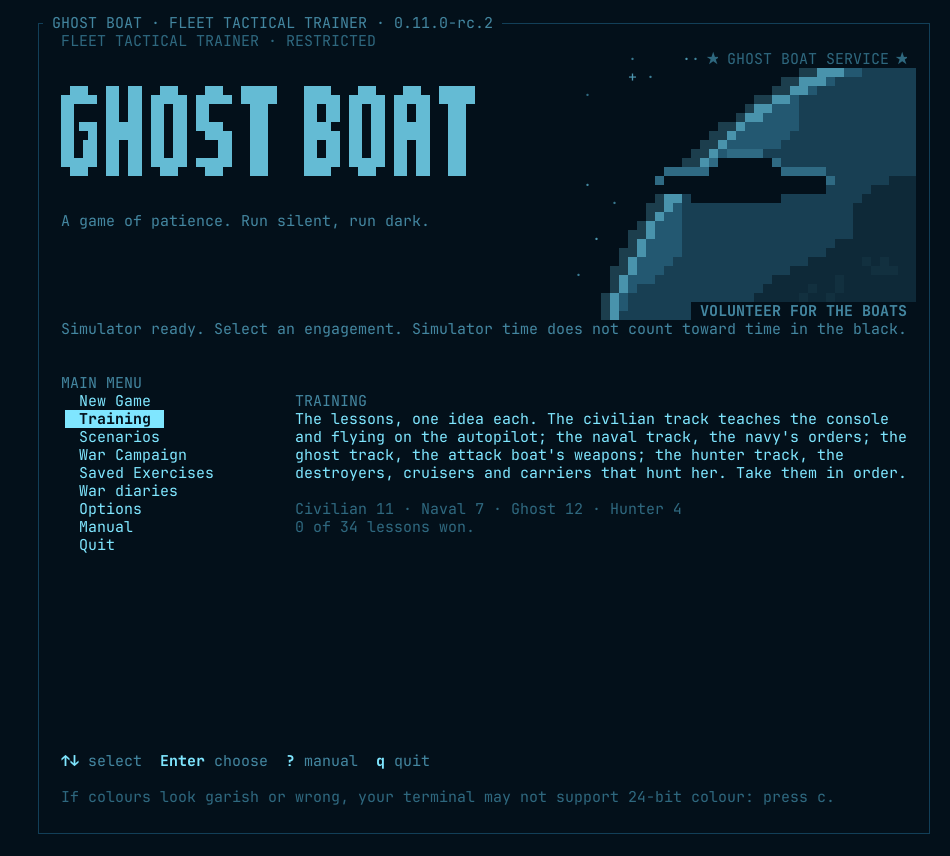 GHOST BOAT · FLEET TACTICAL TRAINER · 0.11.0-rc.2
FLEET TACTICAL TRAINER · RESTRICTED
★ GHOST BOAT SERVICE ★
GHOST BOAT
A game of patience. Run silent, run dark.
VOLUNTEER FOR THE BOATS
Simulator ready. Select an engagement. Simulator time does not count toward time in the black.
MAIN MENU
New Game
Training
Scenarios
War Campaign
Saved Exercises
War diaries
Options
Manual
Quit
TRAINING
The lessons, one idea each. The civilian track teaches the console
and flying on the autopilot; the naval track, the navy's orders; the
ghost track, the attack boat's weapons; the hunter track, the
destroyers, cruisers and carriers that hunt her. Take them in order.
Civilian 11 · Naval 7 · Ghost 12 · Hunter 4
0 of 34 lessons won.
↑↓ select  Enter choose  ? manual  q quit
If colours look garish or wrong, your terminal may not support 24-bit colour: press c.